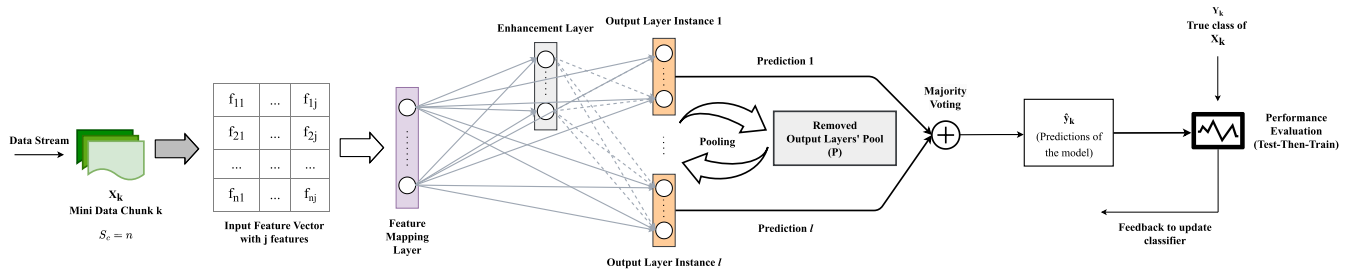 Data Stream
X_k
Mini Data Chunk k
S_c = n
f_11 ... f_1j
f_21 ... f_2j
... ... ...
f_n1 ... f_nj
Input Feature Vector
with j features
Feature
Mapping
Layer
Enhancement Layer
Output Layer Instance 1
Output Layer Instance l
Prediction 1
Pooling
Removed
Output Layers' Pool
(P)
Prediction l
Majority
Voting
ŷ_k
(Predictions of
the model)
Y_k
True class of
X_k
Performance
Evaluation
(Test-Then-Train)
Feedback to update
classifier